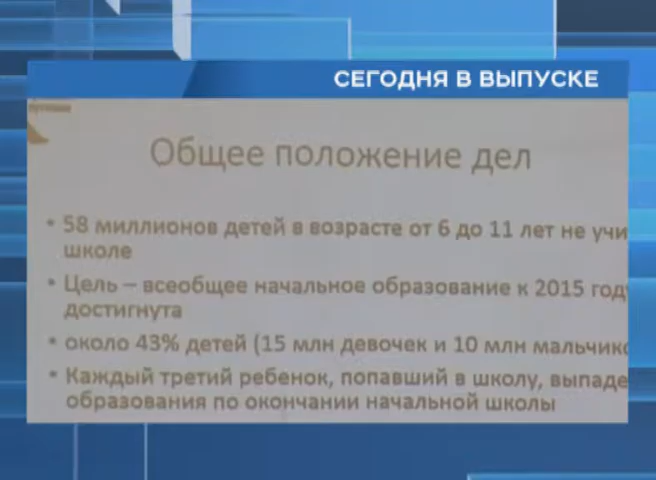 СЕГОДНЯ В ВЫПУСКЕ
Общее положение дел
• 58 миллионов детей в возрасте от 6 до 11 лет не учи
школе
• Цель – всеобщее начальное образование к 2015 год
достигнута
• около 43% детей (15 млн девочек и 10 млн мальчико
• Каждый третий ребенок, попавший в школу, выпаде
образования по окончании начальной школы